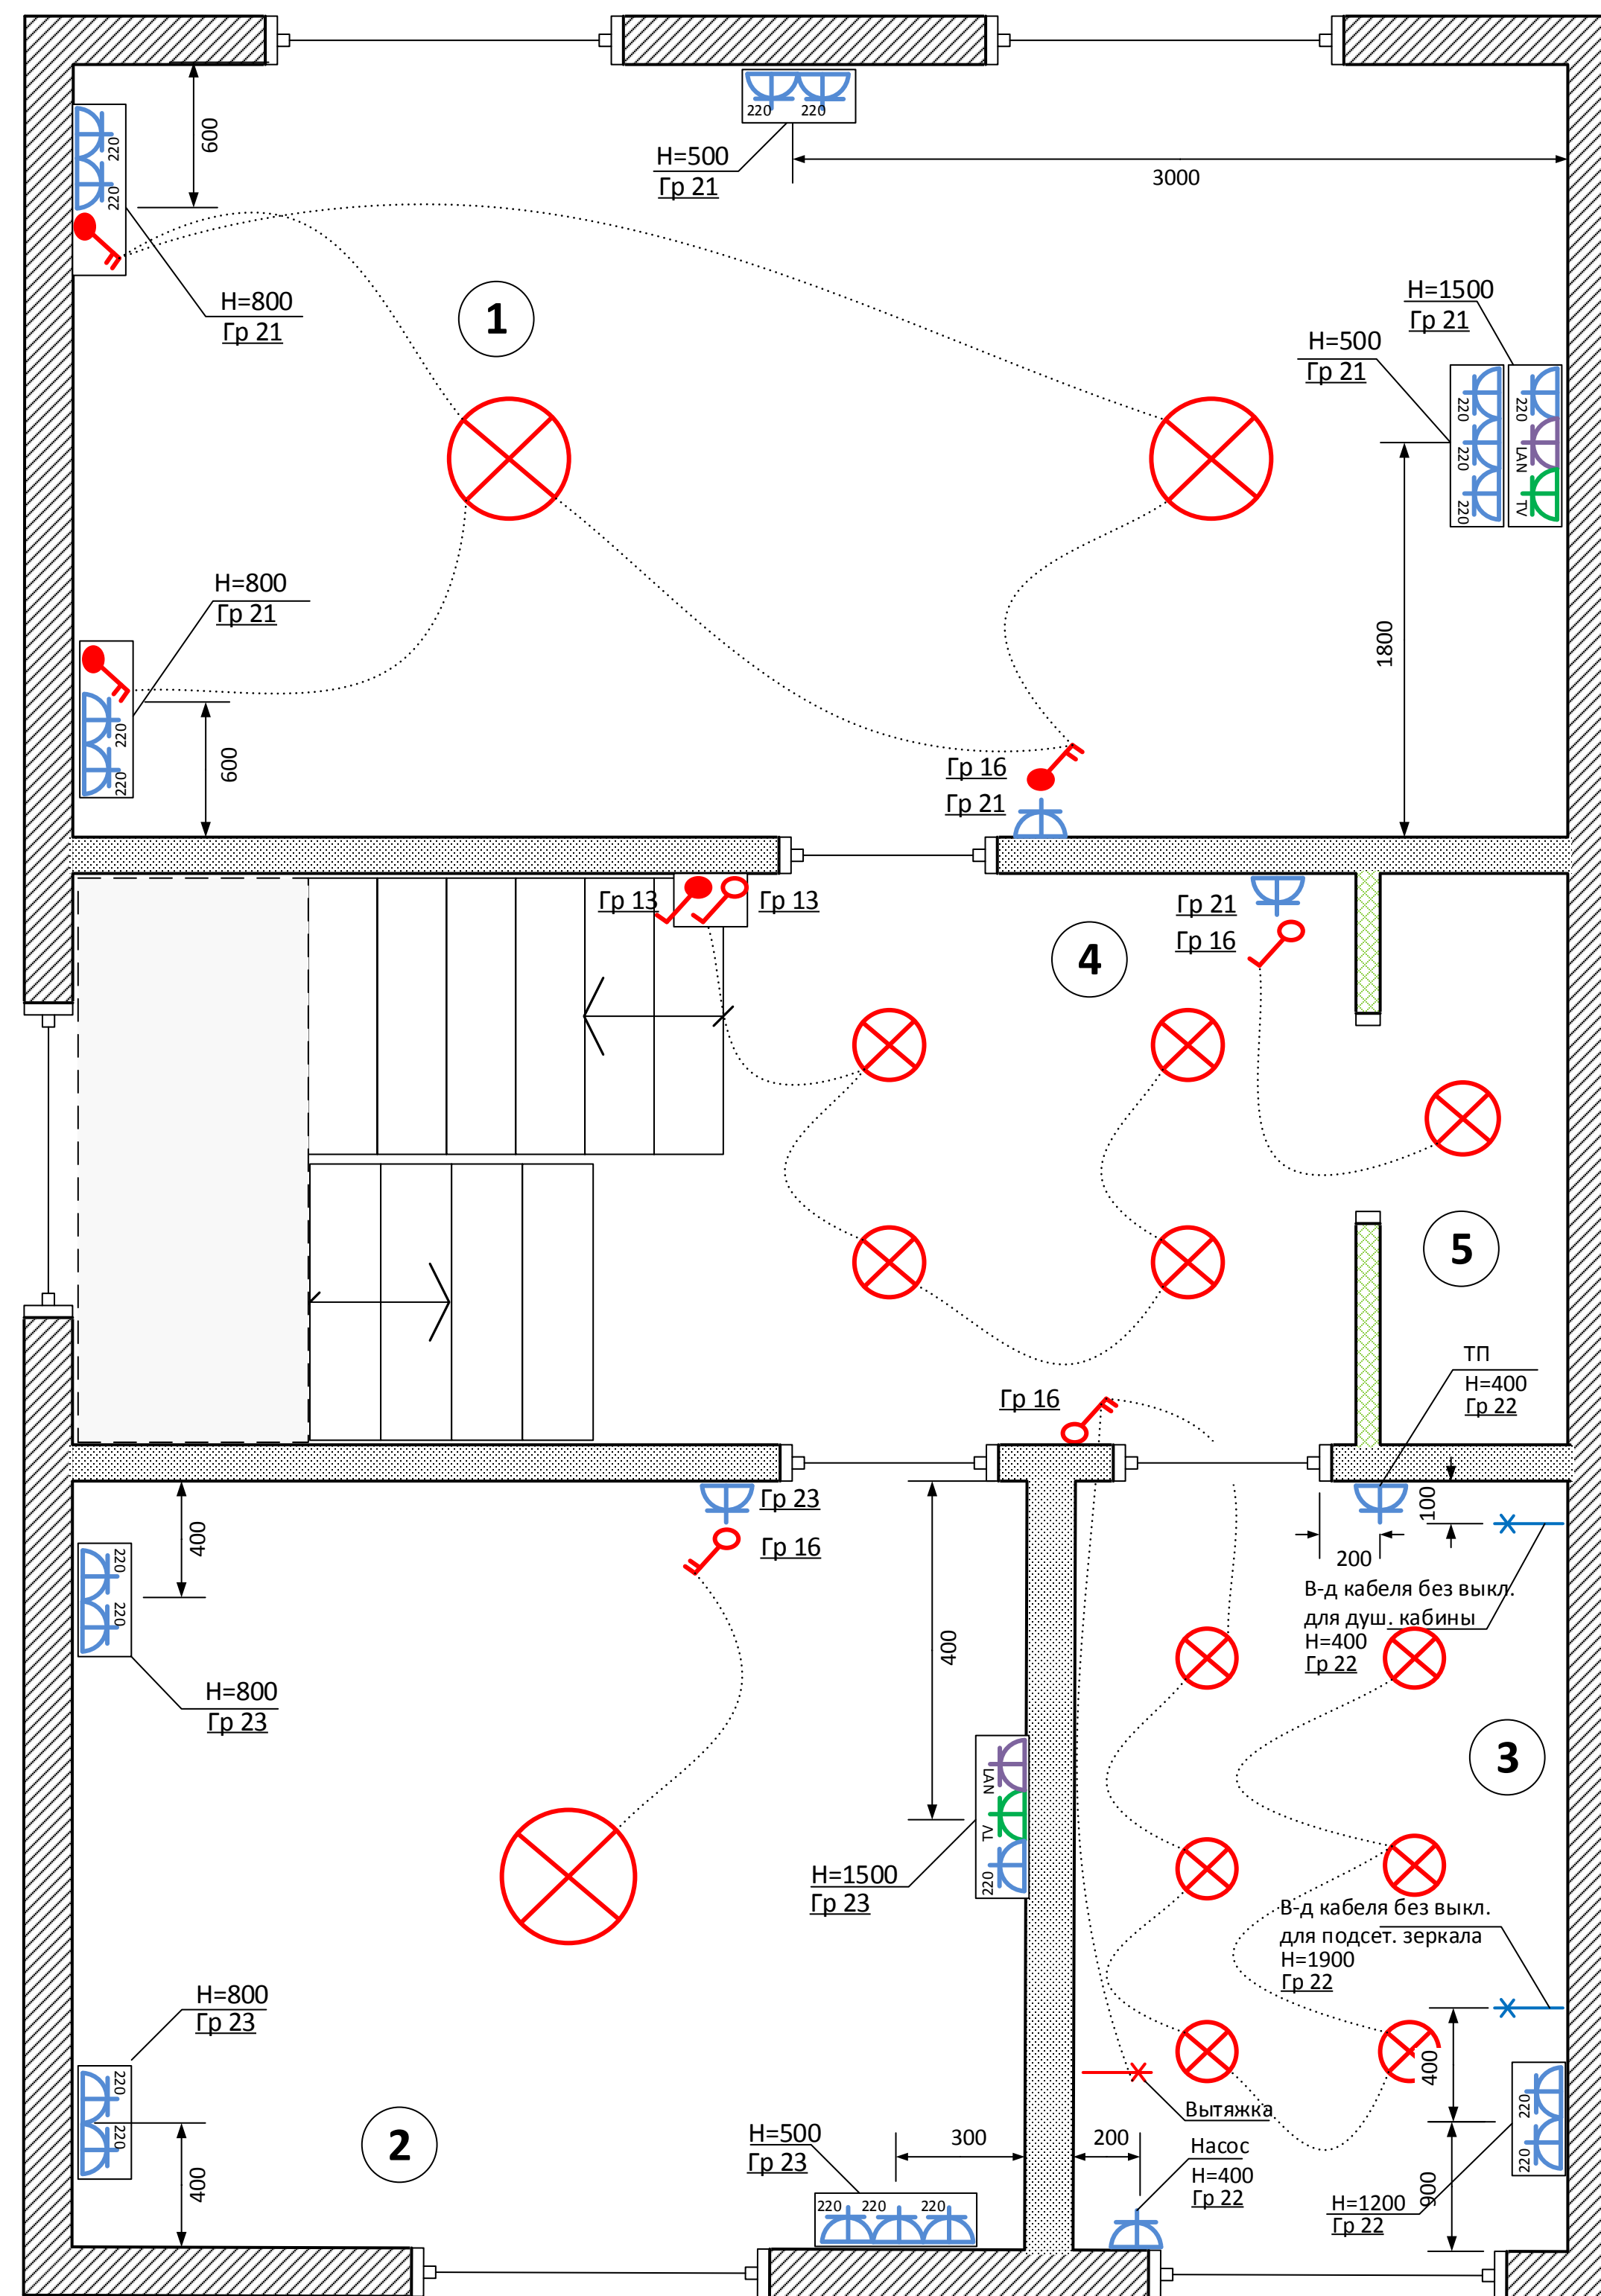 600
220
220
220 220
H=500
Гр 21
3000
H=800
Гр 21
1
H=1500
Гр 21
H=500
Гр 21
220
220
220
220
LAN
TV
H=800
Гр 21
220
220
600
1800
Гр 16
Гр 21
Гр 13
Гр 13
Гр 21
Гр 16
4
5
ТП
H=400
Гр 22
Гр 16
Гр 23
Гр 16
400
220
220
H=800
Гр 23
400
100
200
В-д кабеля без выкл.
для душ. кабины
H=400
Гр 22
3
LAN
TV
220
H=1500
Гр 23
В-д кабеля без выкл.
для подсет. зеркала
H=1900
Гр 22
H=800
Гр 23
220
220
400
2
400
Вытяжка
H=500
Гр 23
300
200
Насос
H=400
Гр 22
220 220 220
220
220
900
H=1200
Гр 22